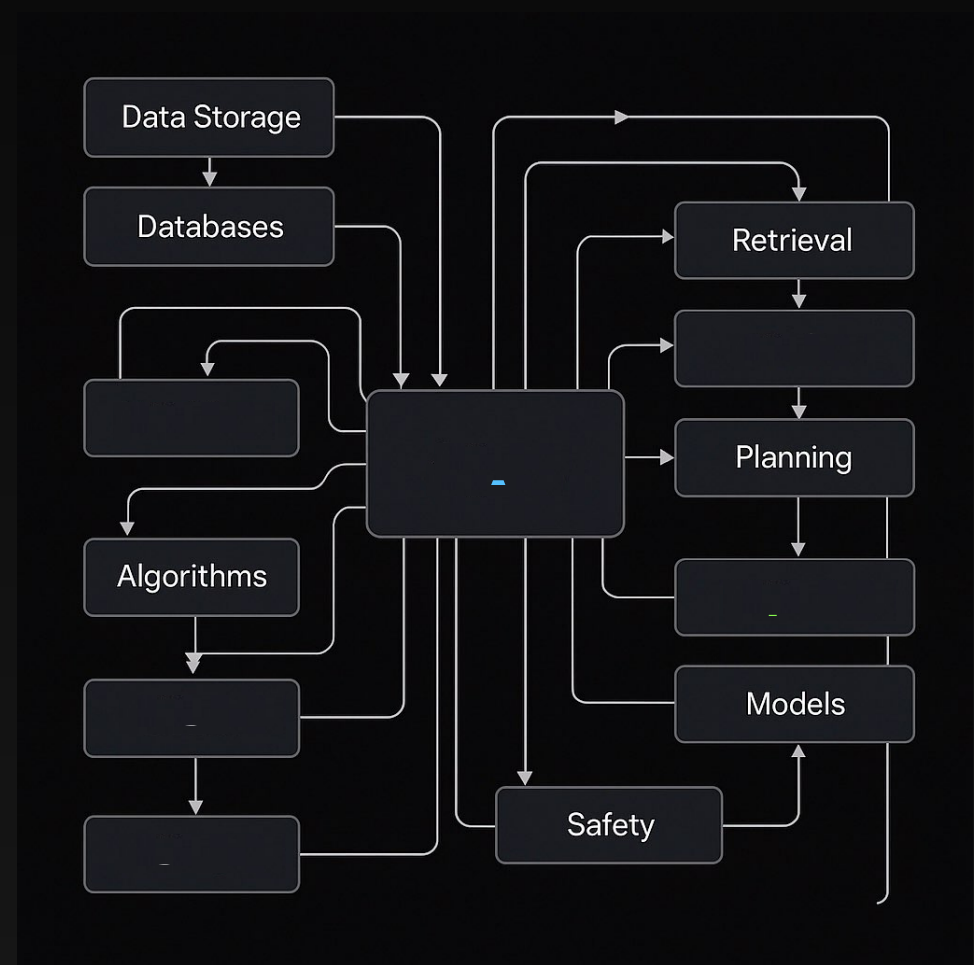 Data Storage
Databases
Algorithms
Retrieval
Planning
Models
Safety